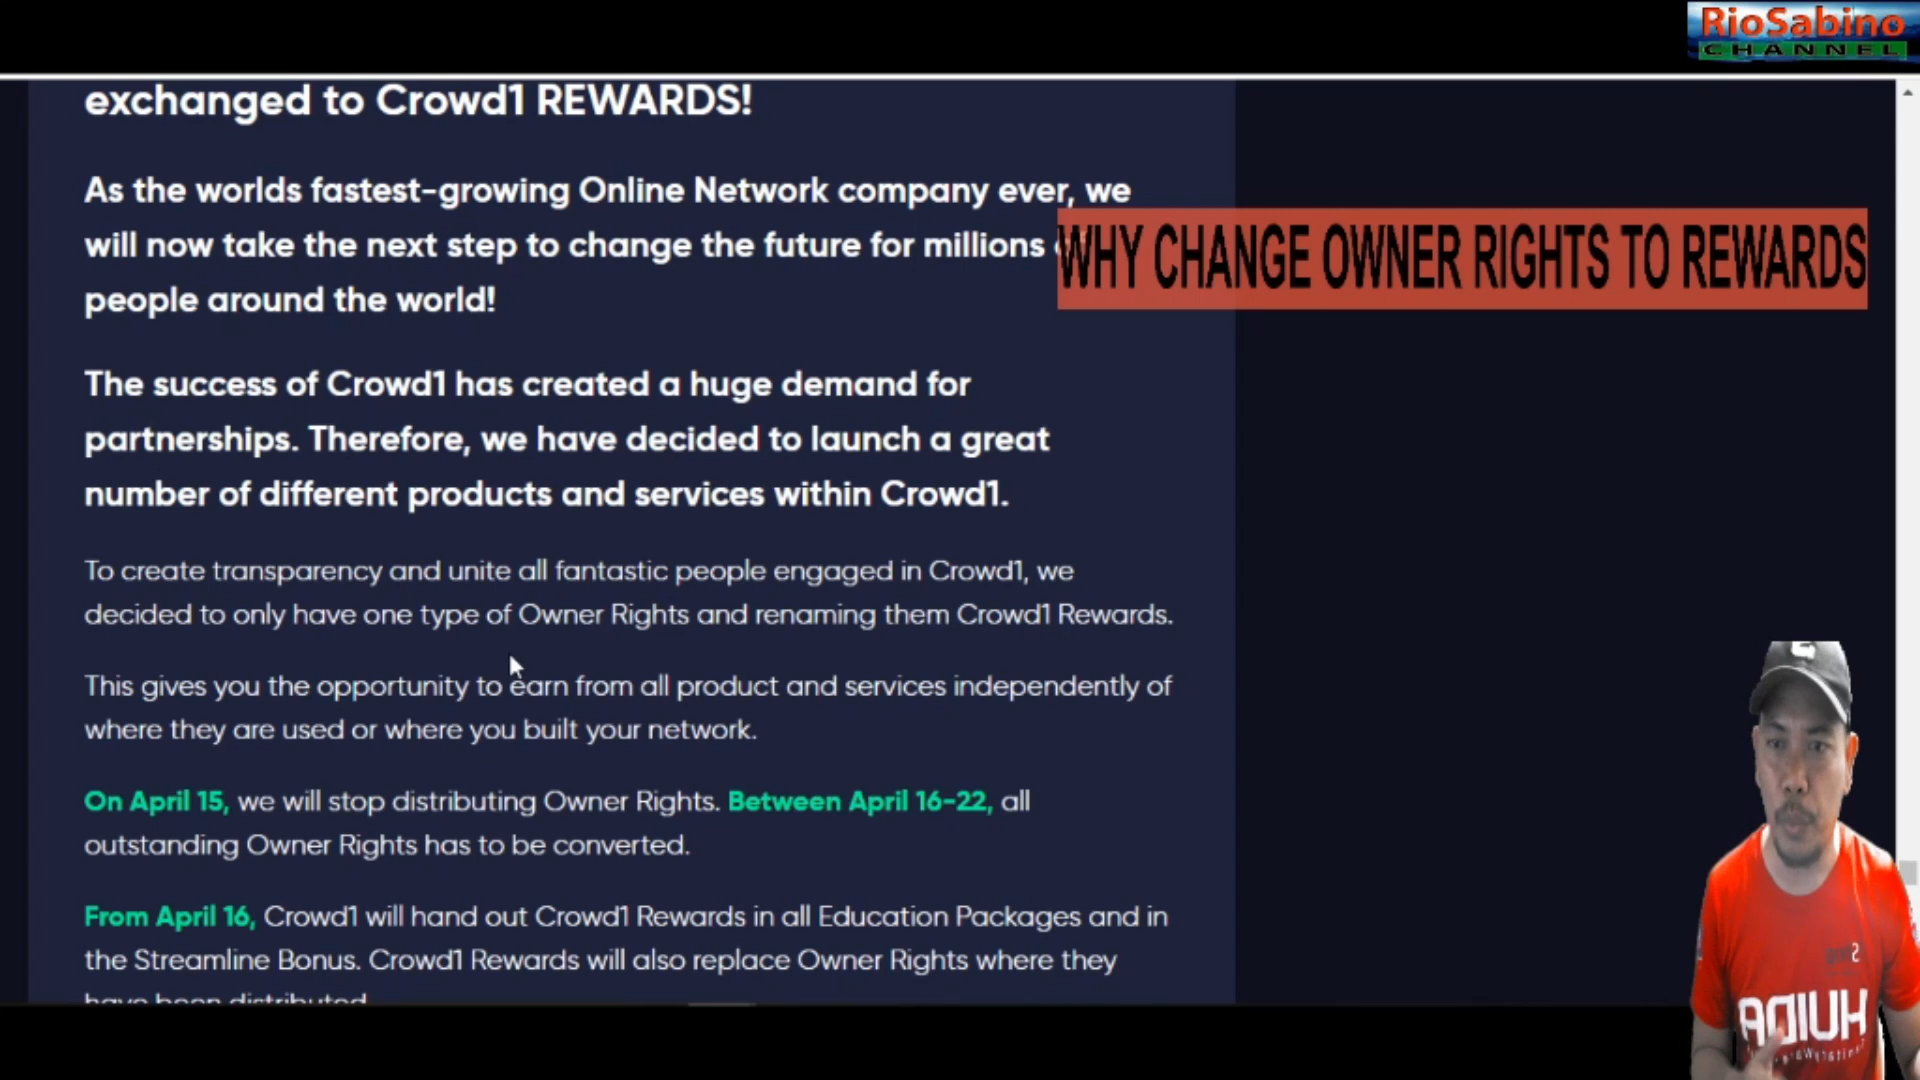 RioSabino
CHANNEL
exchanged to Crowd1 REWARDS!
As the worlds fastest-growing Online Network company ever, we
will now take the next step to change the future for millions
people around the world!
WHY CHANGE OWNER RIGHTS TO REWARDS
The success of Crowd1 has created a huge demand for
partnerships. Therefore, we have decided to launch a great
number of different products and services within Crowd1.
To create transparency and unite all fantastic people engaged in Crowd1, we
decided to only have one type of Owner Rights and renaming them Crowd1 Rewards.
This gives you the opportunity to earn from all product and services independently of
where they are used or where you built your network.
On April 15, we will stop distributing Owner Rights. Between April 16-22, all
outstanding Owner Rights has to be converted.
From April 16, Crowd1 will hand out Crowd1 Rewards in all Education Packages and in
the Streamline Bonus. Crowd1 Rewards will also replace Owner Rights where they
have been distributed